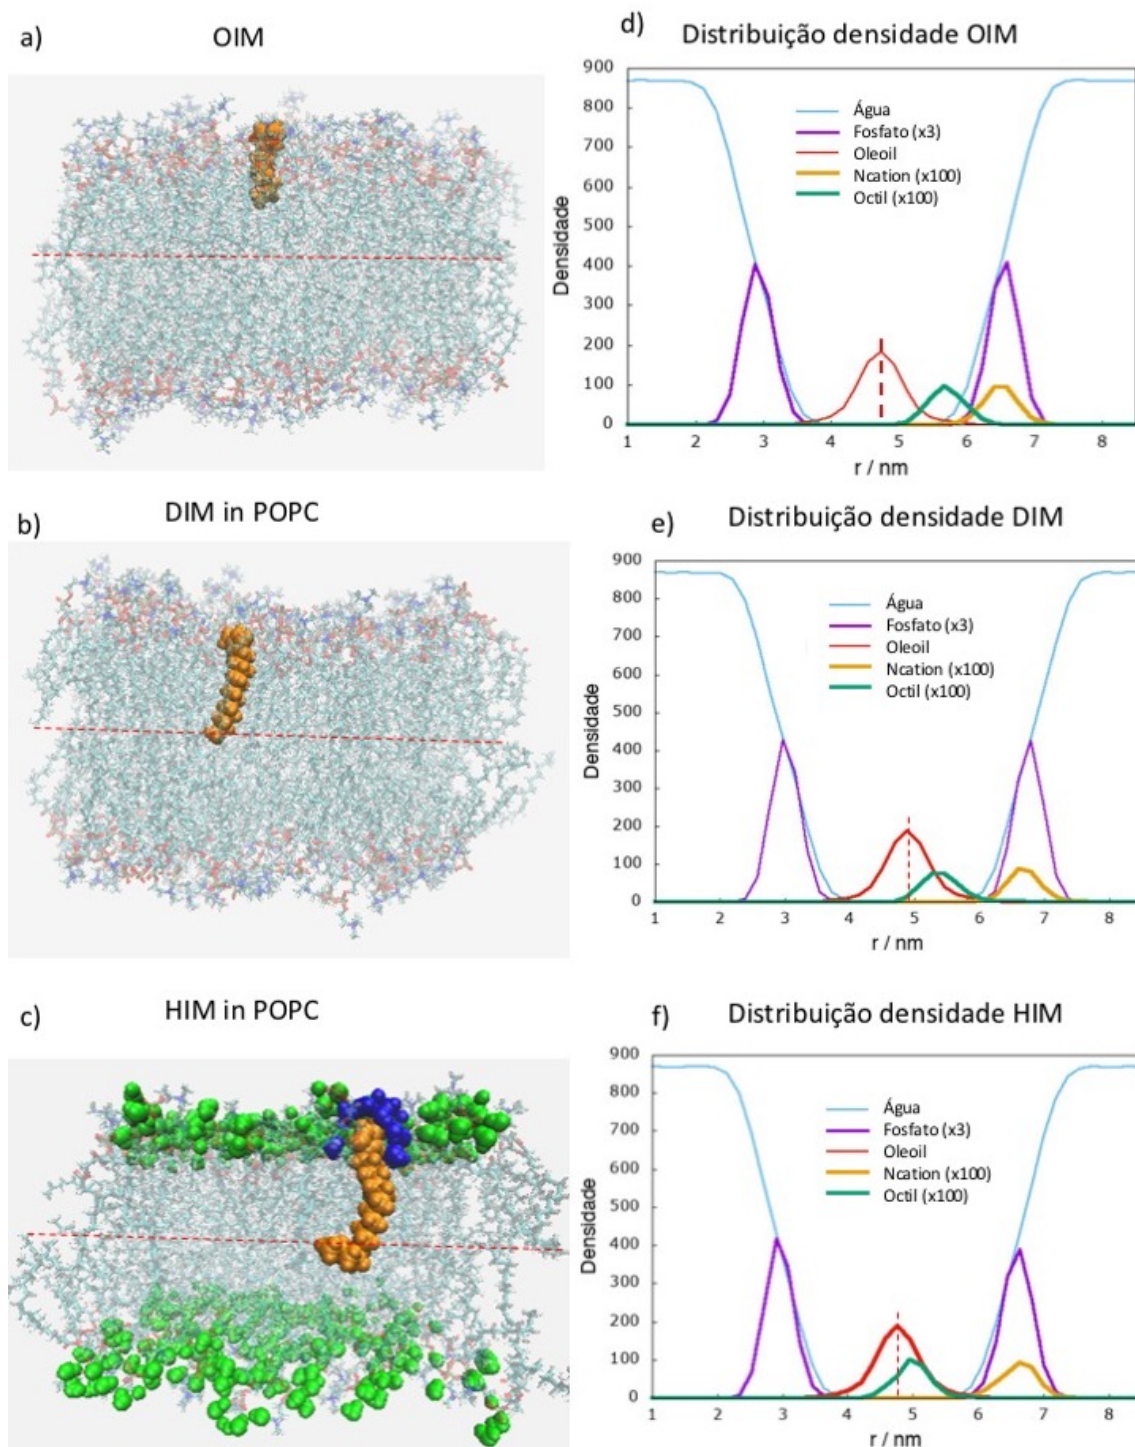 a)
OIM
d)
Distribuição densidade OIM
900
800
700
600
500
400
300
200
100
0
Densidade
Água
Fosfato (x3)
Oleoil
Ncation (x100)
Octil (x100)
1 2 3 4 5 6 7 8
r / nm
b)
DIM in POPC
e)
Distribuição densidade DIM
900
800
700
600
500
400
300
200
100
0
Densidade
Água
Fosfato (x3)
Oleoil
Ncation (x100)
Octil (x100)
1 2 3 4 5 6 7 8
r / nm
c)
HIM in POPC
f)
Distribuição densidade HIM
900
800
700
600
500
400
300
200
100
0
Densidade
Água
Fosfato (x3)
Oleoil
Ncation (x100)
Octil (x100)
1 2 3 4 5 6 7 8
r / nm